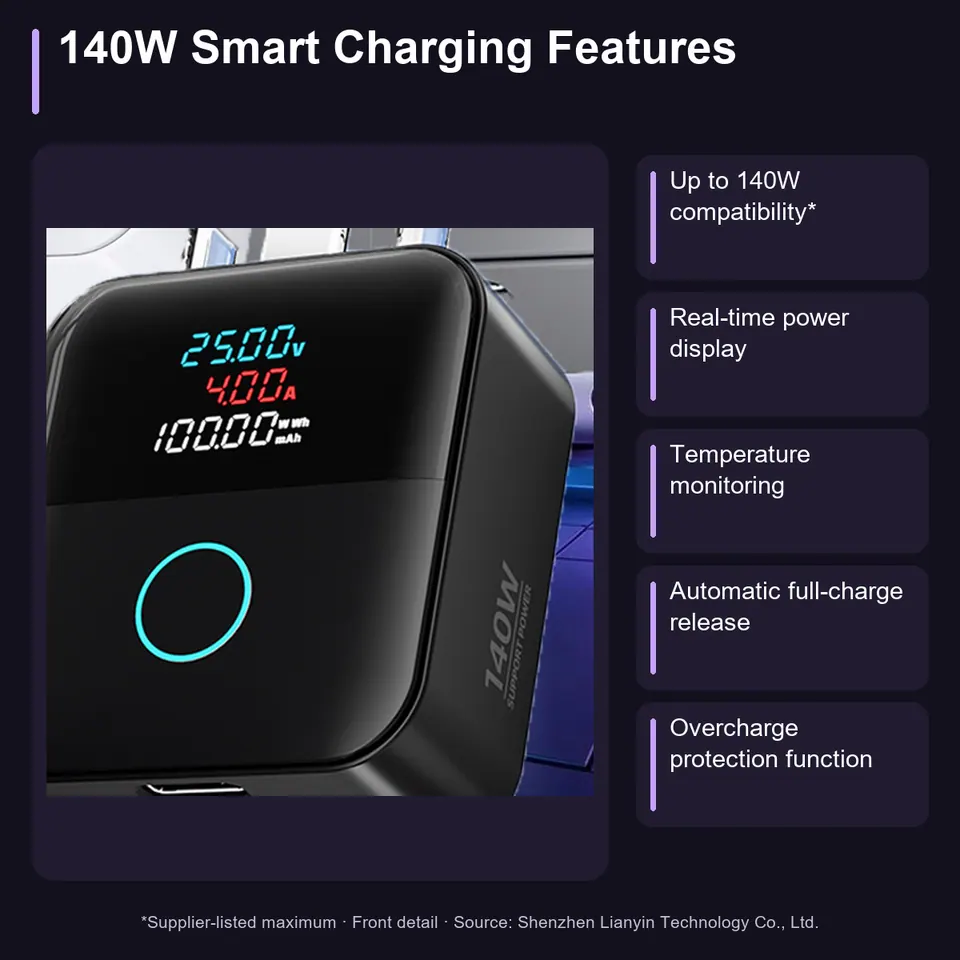 140W Smart Charging Features
25.00V
4.00A
100.00W Wh
mAh
140W
SUPPORT POWER
Up to 140W
compatibility*
Real-time power
display
Temperature
monitoring
Automatic full-charge
release
Overcharge
protection function
*Supplier-listed maximum · Front detail · Source: Shenzhen Lianyin Technology Co., Ltd.